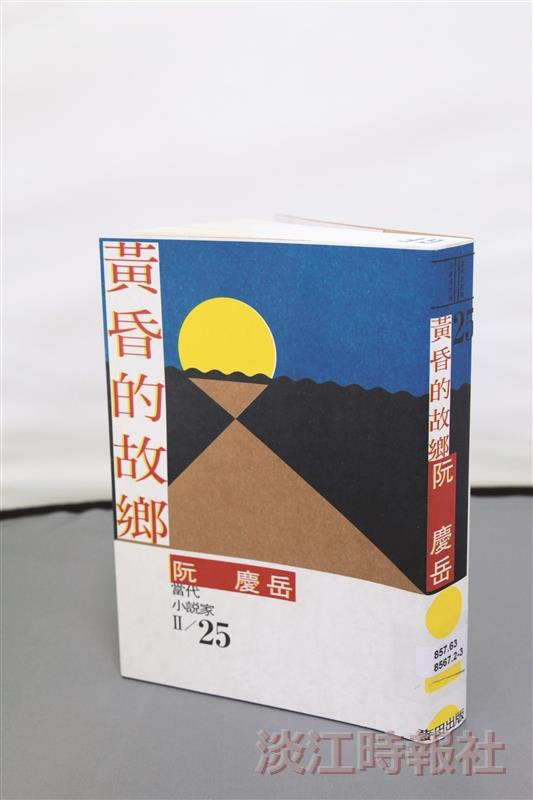 黃昏的故鄉
阮慶岳
當代
小說家
II/25
25
黃昏的故鄉
阮慶岳
857.63
8567.2-3
麥田出版
淡江時報社